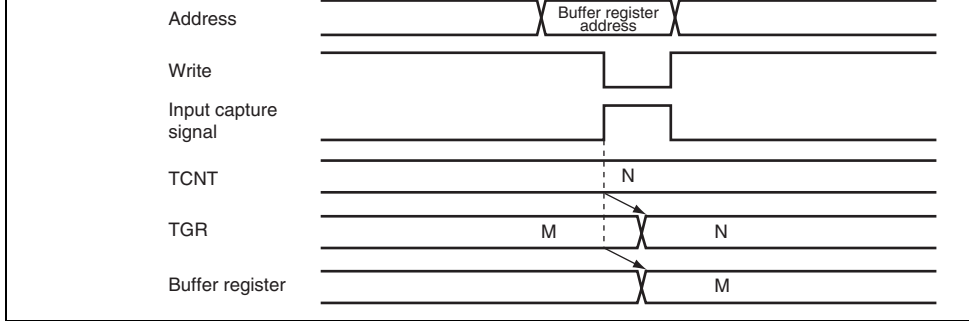 Address
Buffer register
address
Write
Input capture
signal
TCNT
N
TGR
M
N
Buffer register
M